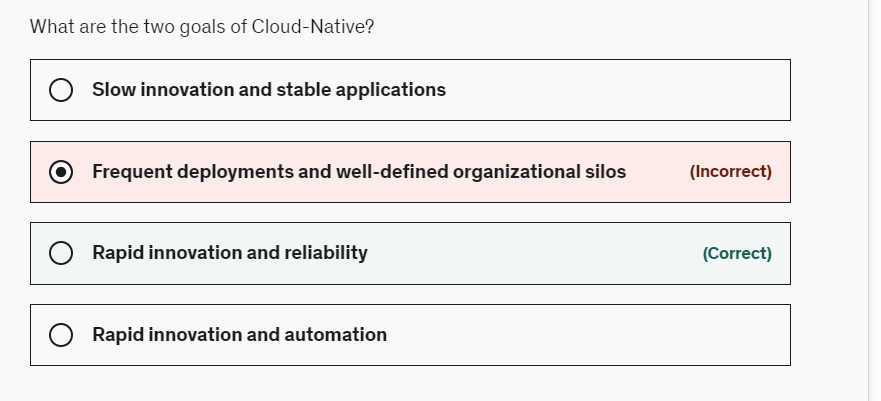 What are the two goals of Cloud-Native?
Slow innovation and stable applications
Frequent deployments and well-defined organizational silos (Incorrect)
Rapid innovation and reliability (Correct)
Rapid innovation and automation